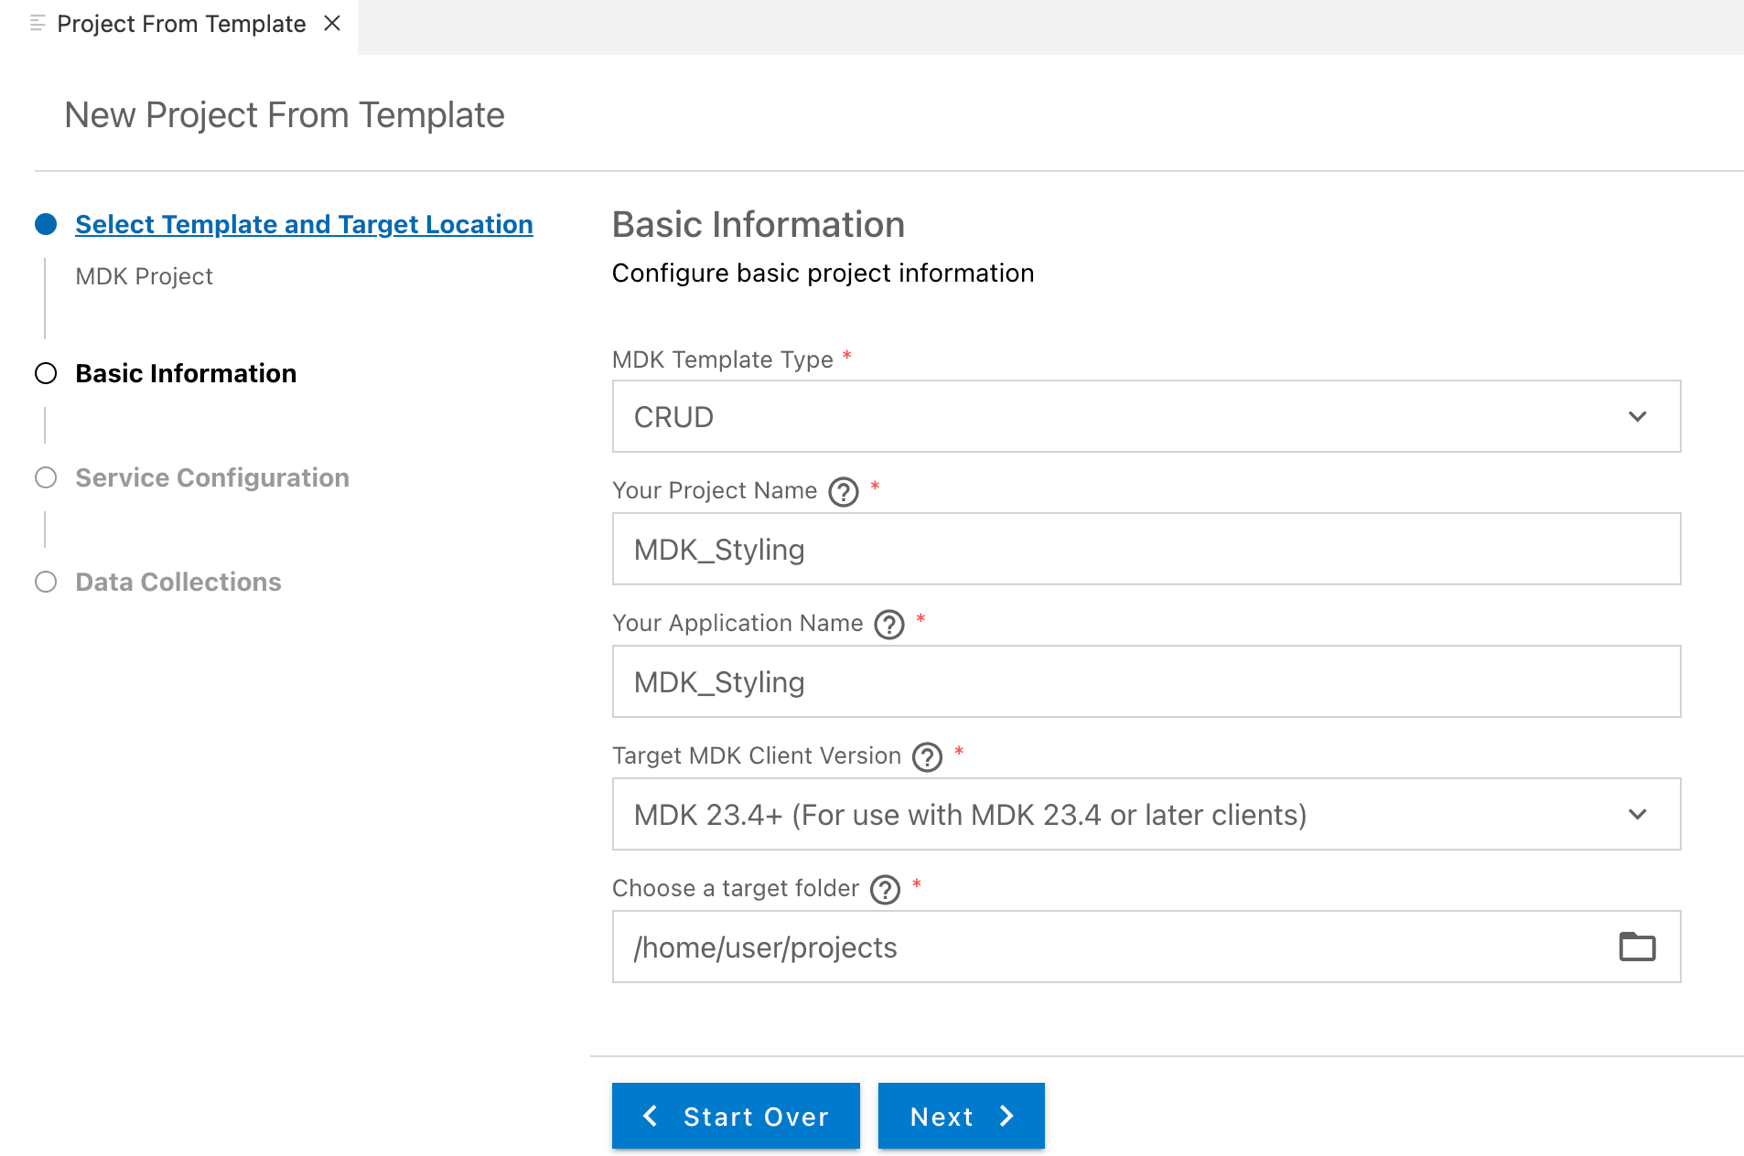 Project From Template
New Project From Template
Select Template and Target Location
MDK Project
Basic Information
Service Configuration
Data Collections
Basic Information
Configure basic project information
MDK Template Type *
CRUD
Your Project Name ? *
MDK_Styling
Your Application Name ? *
MDK_Styling
Target MDK Client Version ? *
MDK 23.4+ (For use with MDK 23.4 or later clients)
Choose a target folder ? *
/home/user/projects
Start Over
Next